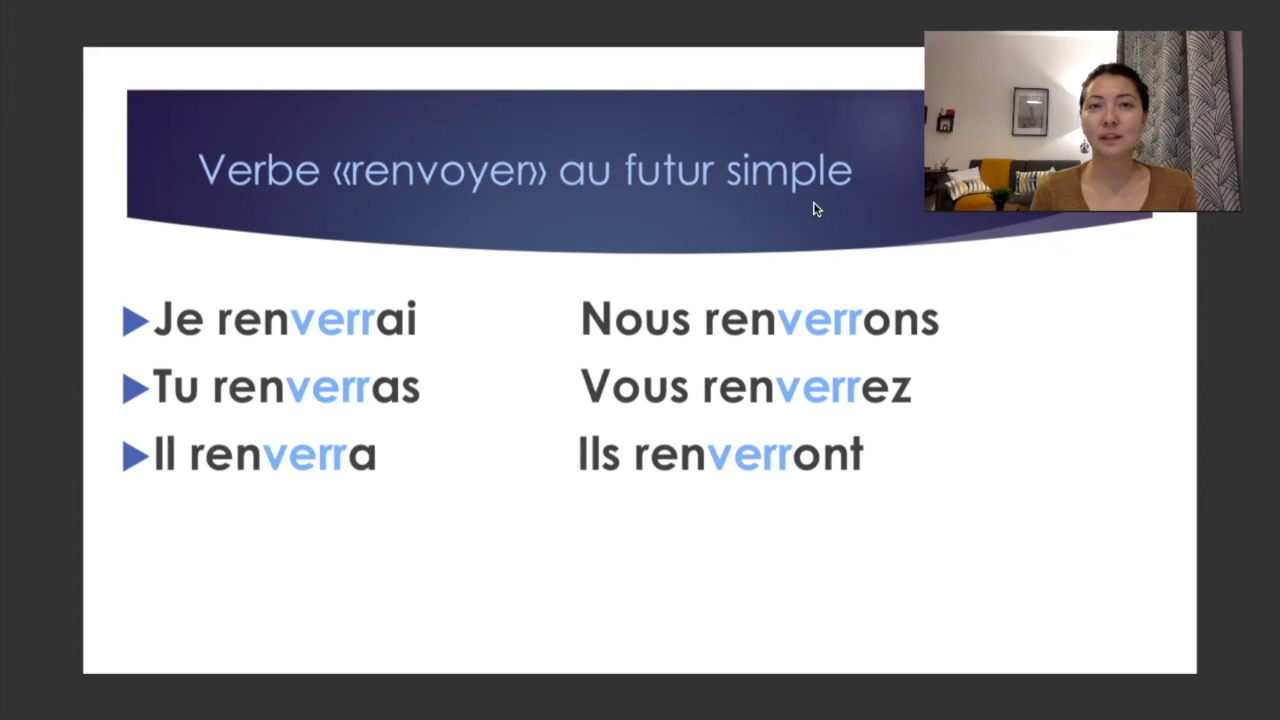 Verbe «renvoyer» au futur simple
Je renverrai
Nous renverrons
Tu renverras
Vous renverrez
Il renverra
Ils renverront